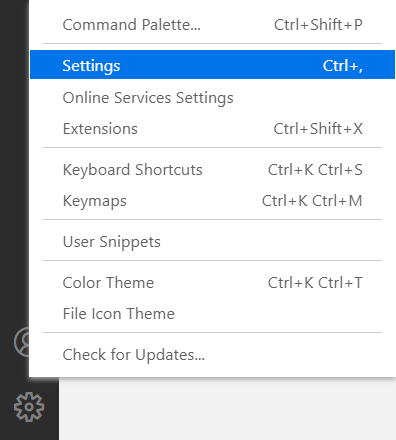 Command Palette... Ctrl+Shift+P
Settings Ctrl+,
Online Services Settings
Extensions Ctrl+Shift+X
Keyboard Shortcuts Ctrl+K Ctrl+S
Keymaps Ctrl+K Ctrl+M
User Snippets
Color Theme Ctrl+K Ctrl+T
File Icon Theme
Check for Updates...